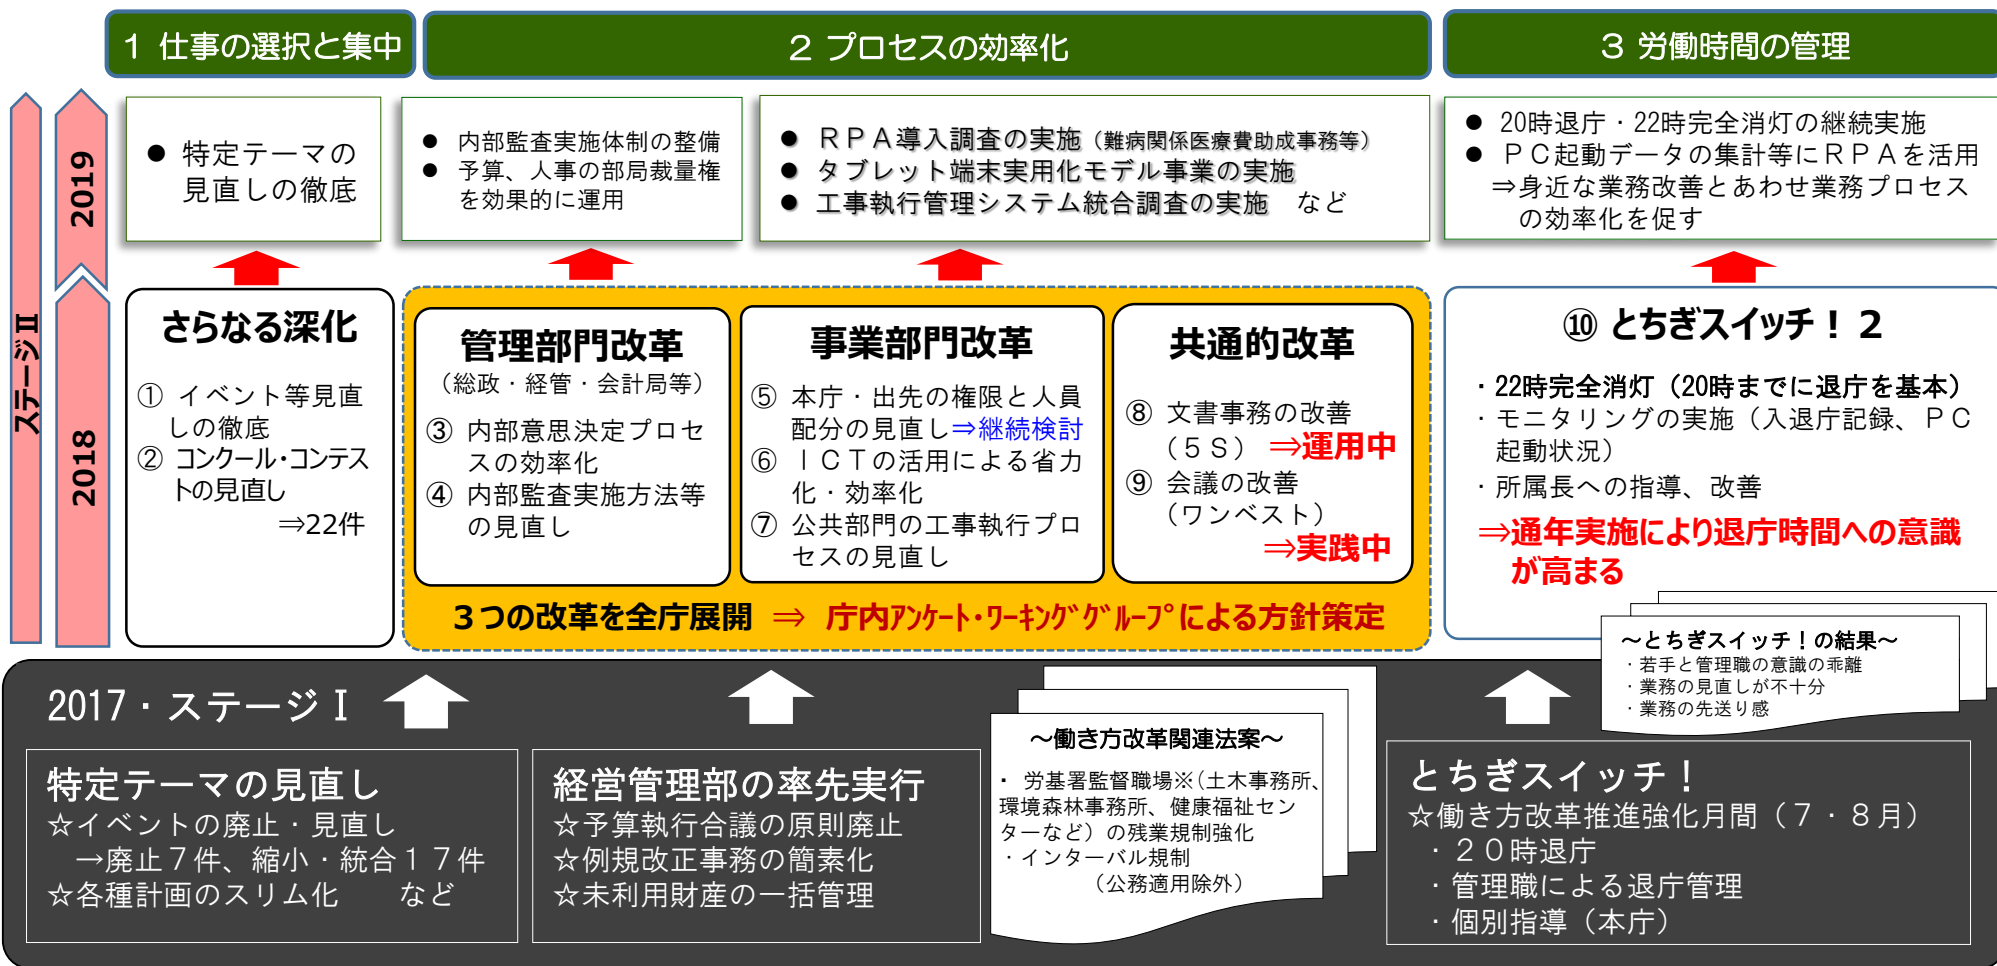 1 仕事の選択と集中
2 プロセスの効率化
3 労働時間の管理
ステージⅡ
2019
2018
● 特定テーマの
見直しの徹底
● 内部監査実施体制の整備
● 予算、人事の部局裁量権
を効果的に運用
● ＲＰＡ導入調査の実施（難病関係医療費助成事務等）
● タブレット端末実用化モデル事業の実施
● 工事執行管理システム統合調査の実施　など
● 20時退庁・22時完全消灯の継続実施
● ＰＣ起動データの集計等にＲＰＡを活用
⇒身近な業務改善とあわせ業務プロセス
の効率化を促す
さらなる深化
① イベント等見直
しの徹底
② コンクール・コンテス
トの見直し
⇒22件
管理部門改革
（総政・経管・会計局等）
③ 内部意思決定プロセ
スの効率化
④ 内部監査実施方法等
の見直し
事業部門改革
⑤ 本庁・出先の権限と人員
配分の見直し⇒継続検討
⑥ ＩＣＴの活用による省力
化・効率化
⑦ 公共部門の工事執行プロ
セスの見直し
共通的改革
⑧ 文書事務の改善
（５Ｓ）　⇒運用中
⑨ 会議の改善
（ワンベスト）
⇒実践中
３つの改革を全庁展開　⇒　庁内ｱﾝｹｰﾄ・ﾜｰｷﾝｸﾞｸﾞﾙｰﾌﾟによる方針策定
⑩ とちぎスイッチ！２
・22時完全消灯（20時までに退庁を基本）
・モニタリングの実施（入退庁記録、ＰＣ
起動状況）
・所属長への指導、改善
⇒通年実施により退庁時間への意識
が高まる
～とちぎスイッチ！の結果～
・若手と管理職の意識の乖離
・業務の見直しが不十分
・業務の先送り感
2017・ステージⅠ
特定テーマの見直し
☆イベントの廃止・見直し
→廃止７件、縮小・統合１７件
☆各種計画のスリム化　　など
経営管理部の率先実行
☆予算執行合議の原則廃止
☆例規改正事務の簡素化
☆未利用財産の一括管理
～働き方改革関連法案～
・ 労基署監督職場※（土木事務所、
環境森林事務所、健康福祉セン
ターなど）の残業規制強化
・インターバル規制
（公務適用除外）
とちぎスイッチ！
☆働き方改革推進強化月間（７・８月）
・２０時退庁
・管理職による退庁管理
・個別指導（本庁）